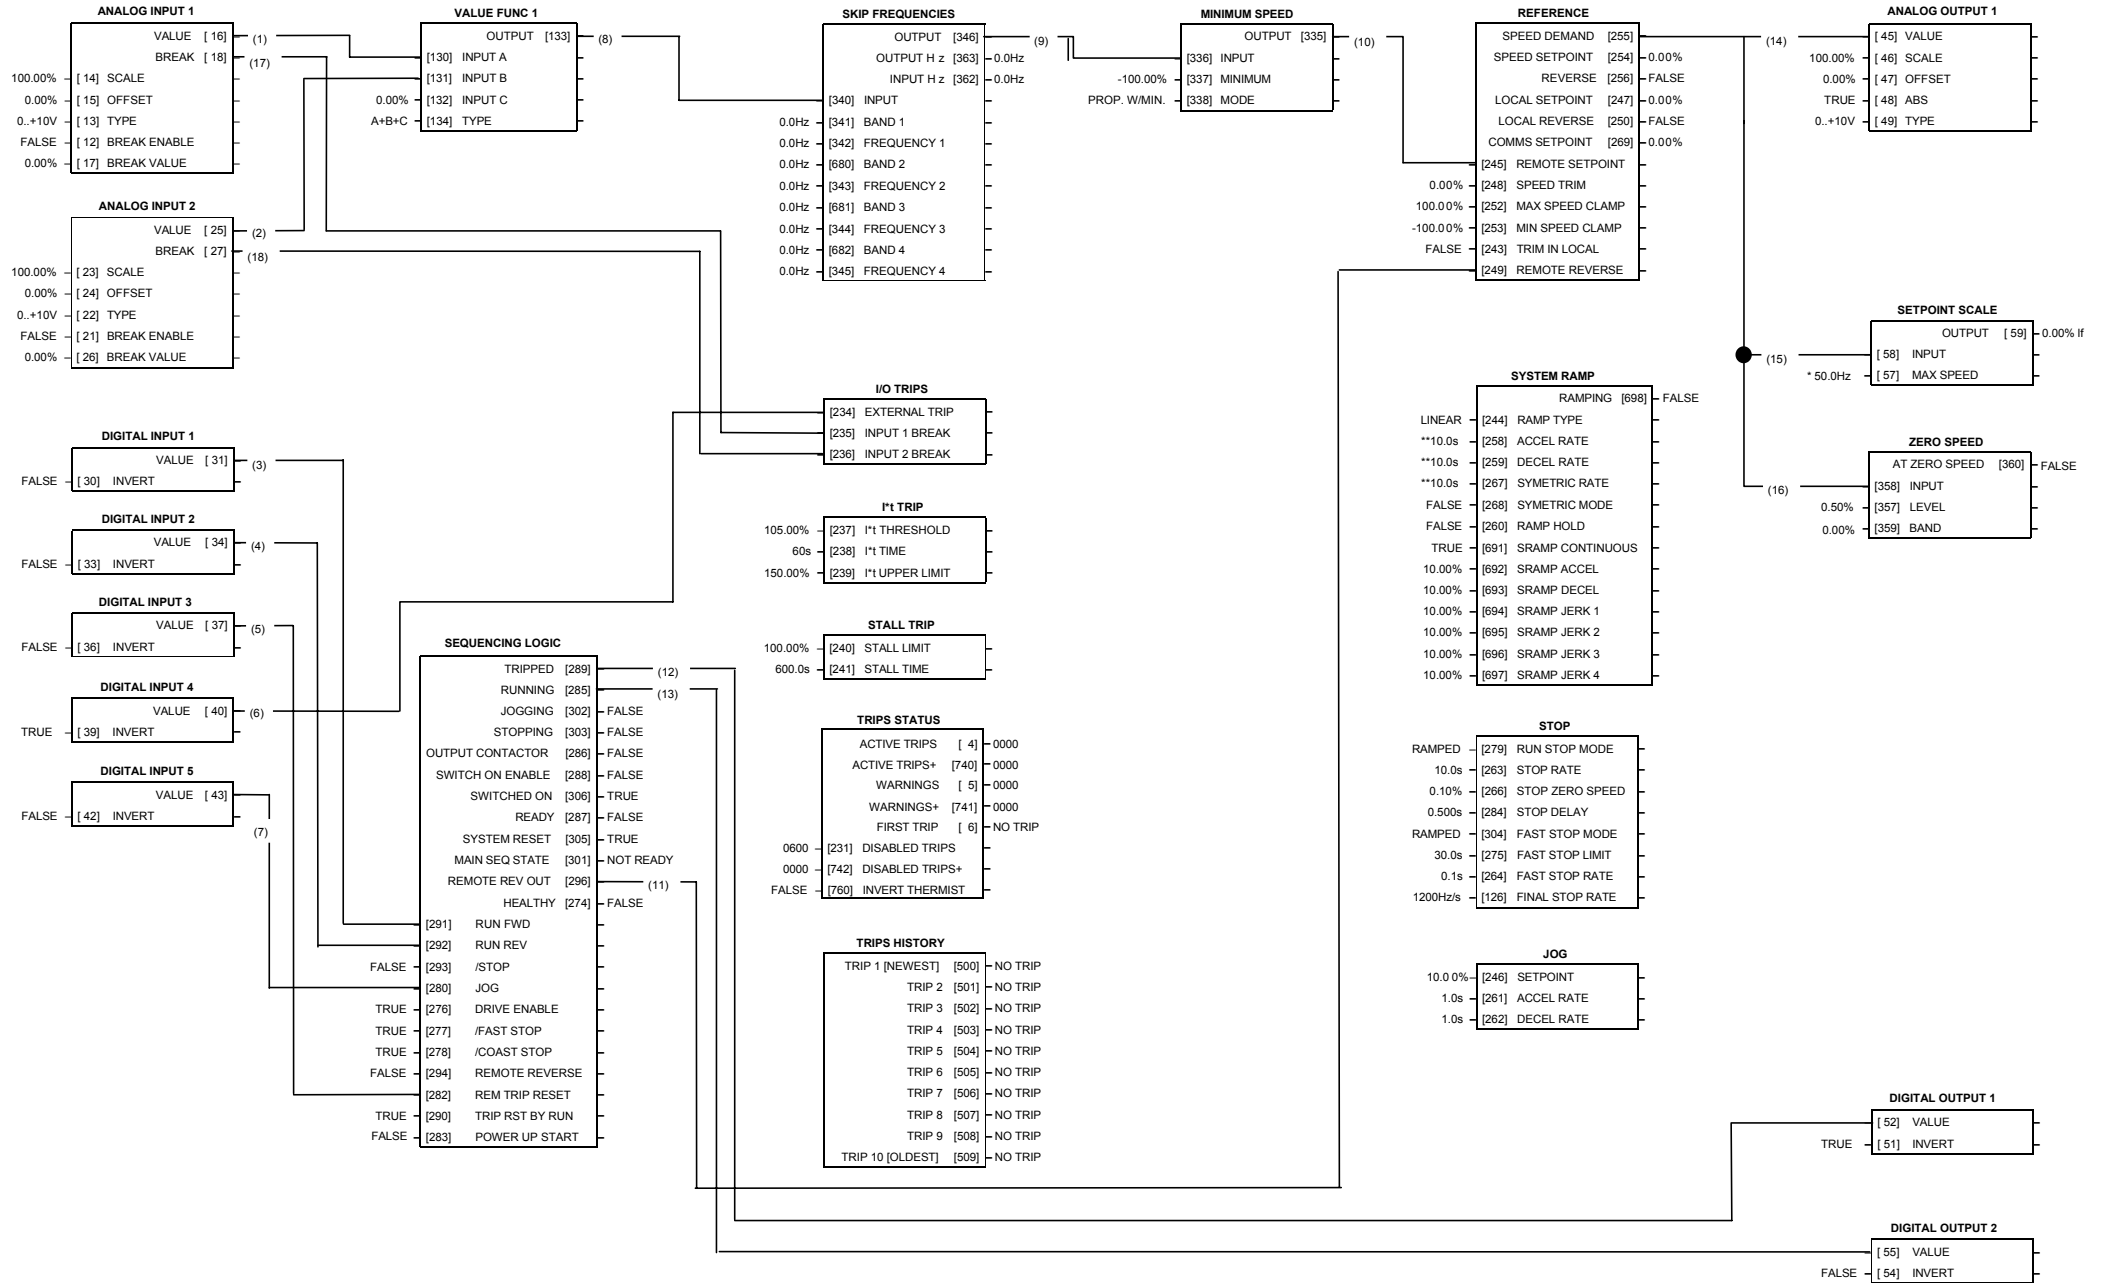 ANALOG INPUT 1
VALUE [ 16] (1)
BREAK [ 18] (17)
100.00% [ 14] SCALE
0.00% [ 15] OFFSET
0..+10V [ 13] TYPE
FALSE [ 12] BREAK ENABLE
0.00% [ 17] BREAK VALUE
ANALOG INPUT 2
VALUE [ 25] (2)
BREAK [ 27] (18)
100.00% [ 23] SCALE
0.00% [ 24] OFFSET
0..+10V [ 22] TYPE
FALSE [ 21] BREAK ENABLE
0.00% [ 26] BREAK VALUE
DIGITAL INPUT 1
VALUE [ 31] (3)
FALSE [ 30] INVERT
DIGITAL INPUT 2
VALUE [ 34] (4)
FALSE [ 33] INVERT
DIGITAL INPUT 3
VALUE [ 37] (5)
FALSE [ 36] INVERT
DIGITAL INPUT 4
VALUE [ 40] (6)
TRUE [ 39] INVERT
DIGITAL INPUT 5
VALUE [ 43]
(7)
FALSE [ 42] INVERT
VALUE FUNC 1
OUTPUT [133] (8)
[130] INPUT A
[131] INPUT B
0.00% [132] INPUT C
A+B+C [134] TYPE
SEQUENCING LOGIC
TRIPPED [289] (12)
RUNNING [285] (13)
JOGGING [302] FALSE
STOPPING [303] FALSE
OUTPUT CONTACTOR [286] FALSE
SWITCH ON ENABLE [288] FALSE
SWITCHED ON [306] TRUE
READY [287] FALSE
SYSTEM RESET [305] TRUE
MAIN SEQ STATE [301] NOT READY
REMOTE REV OUT [296] (11)
HEALTHY [274] FALSE
[291] RUN FWD
[292] RUN REV
FALSE [293] /STOP
[280] JOG
TRUE [276] DRIVE ENABLE
TRUE [277] /FAST STOP
TRUE [278] /COAST STOP
FALSE [294] REMOTE REVERSE
[282] REM TRIP RESET
TRUE [290] TRIP RST BY RUN
FALSE [283] POWER UP START
SKIP FREQUENCIES
OUTPUT [346] (9)
OUTPUT H z [363] 0.0Hz
INPUT H z [362] 0.0Hz
[340] INPUT
0.0Hz [341] BAND 1
0.0Hz [342] FREQUENCY 1
0.0Hz [680] BAND 2
0.0Hz [343] FREQUENCY 2
0.0Hz [681] BAND 3
0.0Hz [344] FREQUENCY 3
0.0Hz [682] BAND 4
0.0Hz [345] FREQUENCY 4
I/O TRIPS
[234] EXTERNAL TRIP
[235] INPUT 1 BREAK
[236] INPUT 2 BREAK
I*t TRIP
105.00% [237] I*t THRESHOLD
60s [238] I*t TIME
150.00% [239] I*t UPPER LIMIT
STALL TRIP
100.00% [240] STALL LIMIT
600.0s [241] STALL TIME
TRIPS STATUS
ACTIVE TRIPS [ 4] 0000
ACTIVE TRIPS+ [740] 0000
WARNINGS [ 5] 0000
WARNINGS+ [741] 0000
FIRST TRIP [ 6] NO TRIP
0600 [231] DISABLED TRIPS
0000 [742] DISABLED TRIPS+
FALSE [760] INVERT THERMIST
TRIPS HISTORY
TRIP 1 [NEWEST] [500] NO TRIP
TRIP 2 [501] NO TRIP
TRIP 3 [502] NO TRIP
TRIP 4 [503] NO TRIP
TRIP 5 [504] NO TRIP
TRIP 6 [505] NO TRIP
TRIP 7 [506] NO TRIP
TRIP 8 [507] NO TRIP
TRIP 9 [508] NO TRIP
TRIP 10 [OLDEST] [509] NO TRIP
MINIMUM SPEED
OUTPUT [335] (10)
[336] INPUT
-100.00% [337] MINIMUM
PROP. W/MIN. [338] MODE
REFERENCE
SPEED DEMAND [255] (14)
SPEED SETPOINT [254] 0.00%
REVERSE [256] FALSE
LOCAL SETPOINT [247] 0.00%
LOCAL REVERSE [250] FALSE
COMMS SETPOINT [269] 0.00%
[245] REMOTE SETPOINT
0.00% [248] SPEED TRIM
100.00% [252] MAX SPEED CLAMP
-100.00% [253] MIN SPEED CLAMP
FALSE [243] TRIM IN LOCAL
[249] REMOTE REVERSE
SYSTEM RAMP
RAMPING [698] FALSE
LINEAR [244] RAMP TYPE
**10.0s [258] ACCEL RATE
**10.0s [259] DECEL RATE
**10.0s [267] SYMETRIC RATE
FALSE [268] SYMETRIC MODE
FALSE [260] RAMP HOLD
TRUE [691] SRAMP CONTINUOUS
10.00% [692] SRAMP ACCEL
10.00% [693] SRAMP DECEL
10.00% [694] SRAMP JERK 1
10.00% [695] SRAMP JERK 2
10.00% [696] SRAMP JERK 3
10.00% [697] SRAMP JERK 4
STOP
RAMPED [279] RUN STOP MODE
10.0s [263] STOP RATE
0.10% [266] STOP ZERO SPEED
0.500s [284] STOP DELAY
RAMPED [304] FAST STOP MODE
30.0s [275] FAST STOP LIMIT
0.1s [264] FAST STOP RATE
1200Hz/s [126] FINAL STOP RATE
JOG
10.0 0% [246] SETPOINT
1.0s [261] ACCEL RATE
1.0s [262] DECEL RATE
ANALOG OUTPUT 1
[ 45] VALUE
100.00% [ 46] SCALE
0.00% [ 47] OFFSET
TRUE [ 48] ABS
0..+10V [ 49] TYPE
SETPOINT SCALE
OUTPUT [ 59] 0.00% If
(15) [ 58] INPUT
* 50.0Hz [ 57] MAX SPEED
ZERO SPEED
AT ZERO SPEED [360] FALSE
(16) [358] INPUT
0.50% [357] LEVEL
0.00% [359] BAND
DIGITAL OUTPUT 1
[ 52] VALUE
TRUE [ 51] INVERT
DIGITAL OUTPUT 2
[ 55] VALUE
FALSE [ 54] INVERT